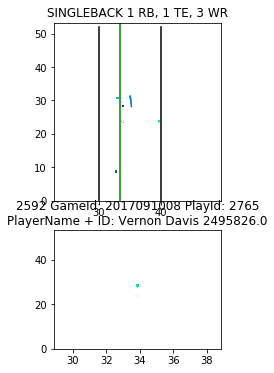 SINGLEBACK 1 RB, 1 TE, 3 WR
50
40
30
20
10
0
30 40
2592 GameId: 2017091008 PlayId: 2765
PlayerName + ID: Vernon Davis 2495826.0
40
20
0
30 32 34 36 38